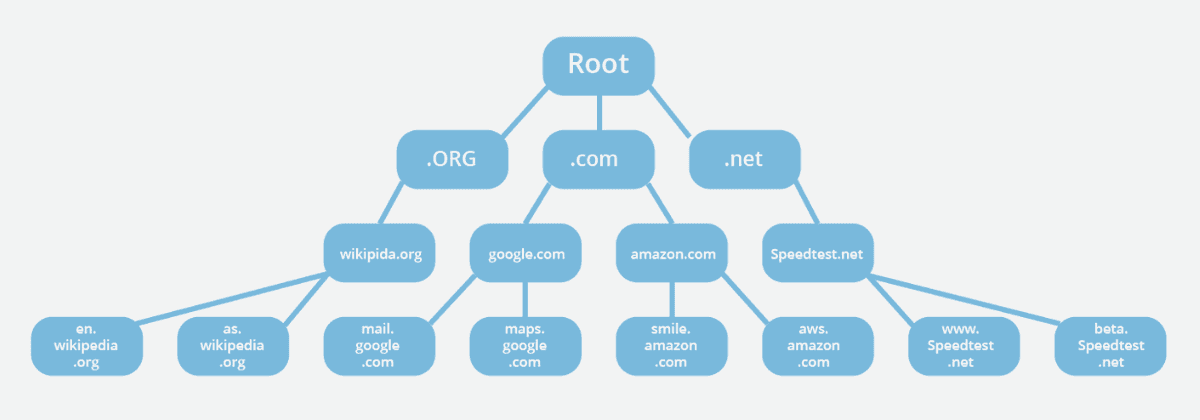 Root
.ORG
.com
.net
wikipida.org
google.com
amazon.com
Speedtest.net
en.
wikipedia
.org
as.
wikipedia
.org
mail.
google
.com
maps.
google
.com
smile.
amazon
.com
aws.
amazon
.com
www.
Speedtest
.net
beta.
Speedtest
.net